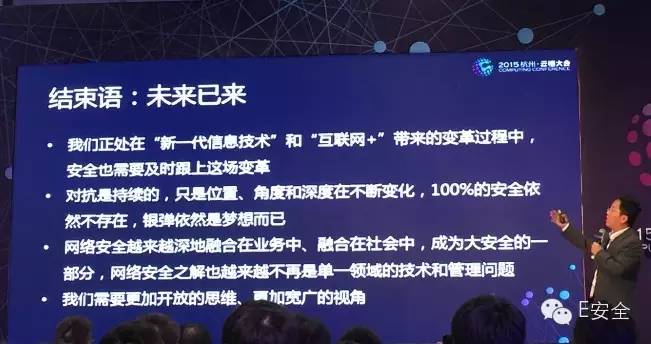 2015杭州·云栖大会
COMPUTING CONFERENCE
结束语：未来已来
• 我们正处在“新一代信息技术”和“互联网+”带来的变革过程中，
安全也需要及时跟上这场变革
• 对抗是持续的，只是位置、角度和深度在不断变化，100%的安全依
然不存在，银弹依然是梦想而已
• 网络安全越来越深地融合在业务中、融合在社会中，成为大安全的一
部分，网络安全之解也越来越不再是单一领域的技术和管理问题
• 我们需要更加开放的思维、更加宽广的视角
E安全